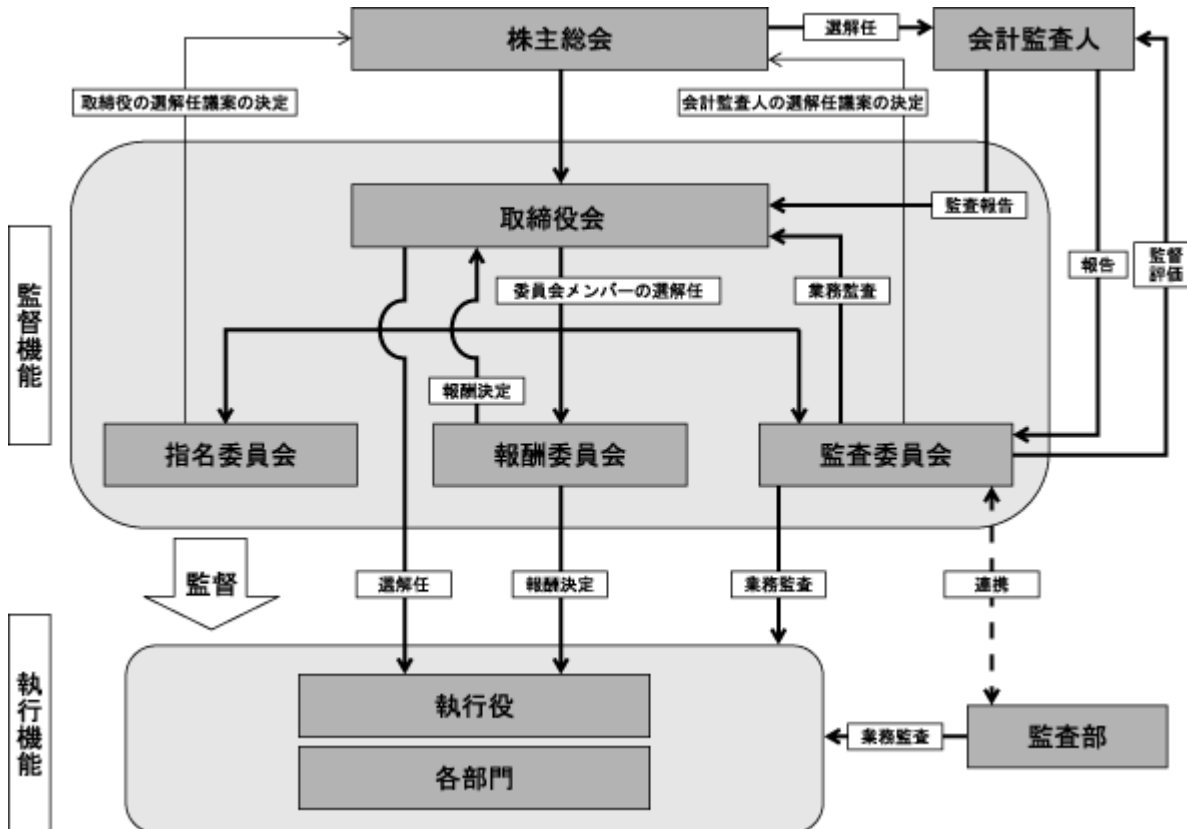 株主総会
選解任
会計監査人
取締役の選解任議案の決定
会計監査人の選解任議案の決定
取締役会
監査報告
監督機能
委員会メンバーの選解任
業務監査
報告
監督
評価
報酬決定
指名委員会
報酬委員会
監査委員会
監督
選解任
報酬決定
業務監査
連携
執行機能
執行役
業務監査
監査部
各部門